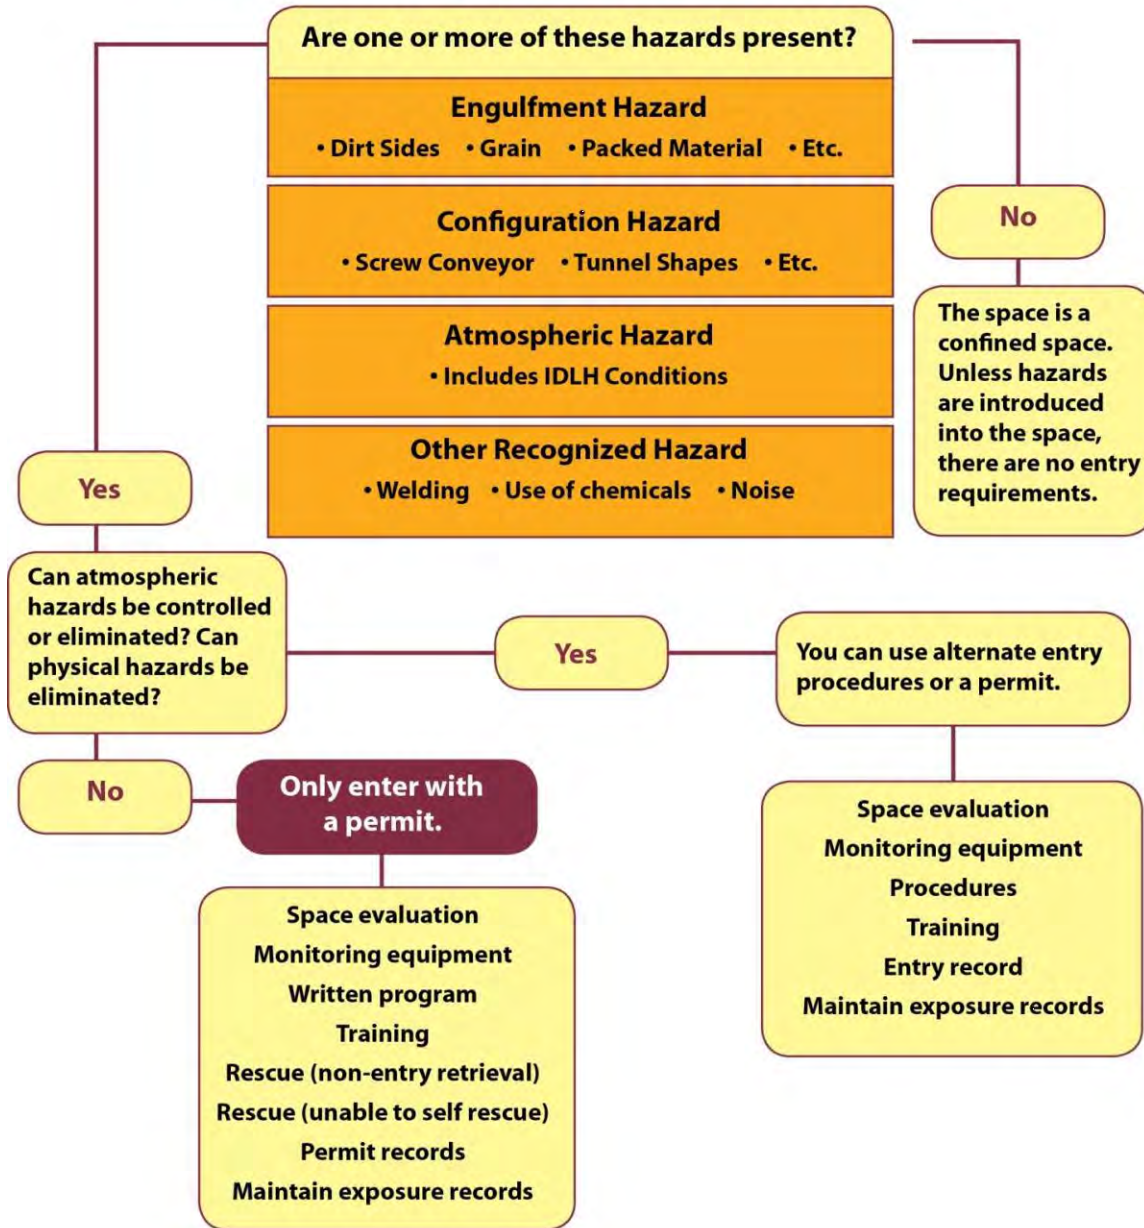 Are one or more of these hazards present?
Engulfment Hazard
• Dirt Sides • Grain • Packed Material • Etc.
Configuration Hazard
• Screw Conveyor • Tunnel Shapes • Etc.
Atmospheric Hazard
• Includes IDLH Conditions
Other Recognized Hazard
• Welding • Use of chemicals • Noise
No
The space is a
confined space.
Unless hazards
are introduced
into the space,
there are no entry
requirements.
Yes
Can atmospheric
hazards be controlled
or eliminated? Can
physical hazards be
eliminated?
Yes
You can use alternate entry
procedures or a permit.
Space evaluation
Monitoring equipment
Procedures
Training
Entry record
Maintain exposure records
No
Only enter with
a permit.
Space evaluation
Monitoring equipment
Written program
Training
Rescue (non-entry retrieval)
Rescue (unable to self rescue)
Permit records
Maintain exposure records